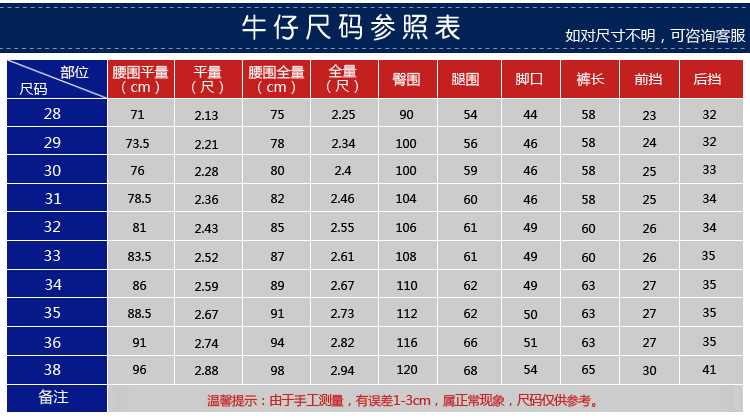 牛仔尺码参照表
如对尺寸不明，可咨询客服
部位 尺码 腰围平量（cm） 平量（尺） 腰围全量（cm） 全量（尺） 臀围 腿围 脚口 裤长 前挡 后挡
28 71 2.13 75 2.25 90 54 44 58 23 32
29 73.5 2.21 78 2.34 100 56 46 58 24 32
30 76 2.28 80 2.4 100 59 46 58 25 33
31 78.5 2.36 82 2.46 104 60 46 58 25 34
32 81 2.43 85 2.55 106 61 49 60 26 34
33 83.5 2.52 87 2.61 108 61 49 60 26 35
34 86 2.59 89 2.67 110 62 49 63 27 35
35 88.5 2.67 91 2.73 112 62 50 63 27 35
36 91 2.74 94 2.82 116 66 51 63 27 35
38 96 2.88 98 2.94 120 68 54 65 30 41
备注 温馨提示：由于手工测量，有误差1-3cm，属正常现象，尺码仅供参考。